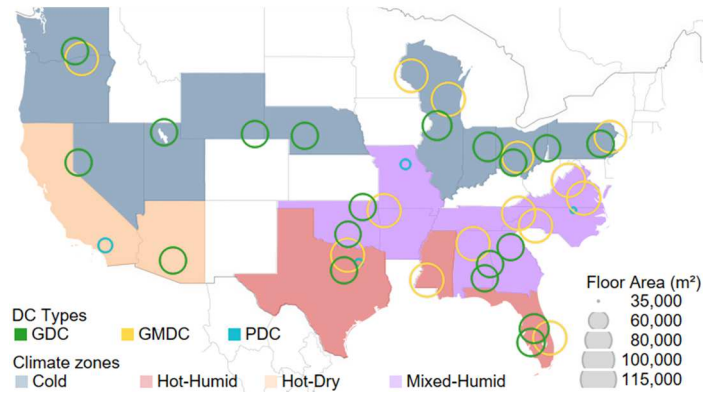 DC Types
GDC GMDC PDC
Climate zones
Cold Hot-Humid Hot-Dry Mixed-Humid
Floor Area (m²)
35,000
60,000
80,000
100,000
115,000